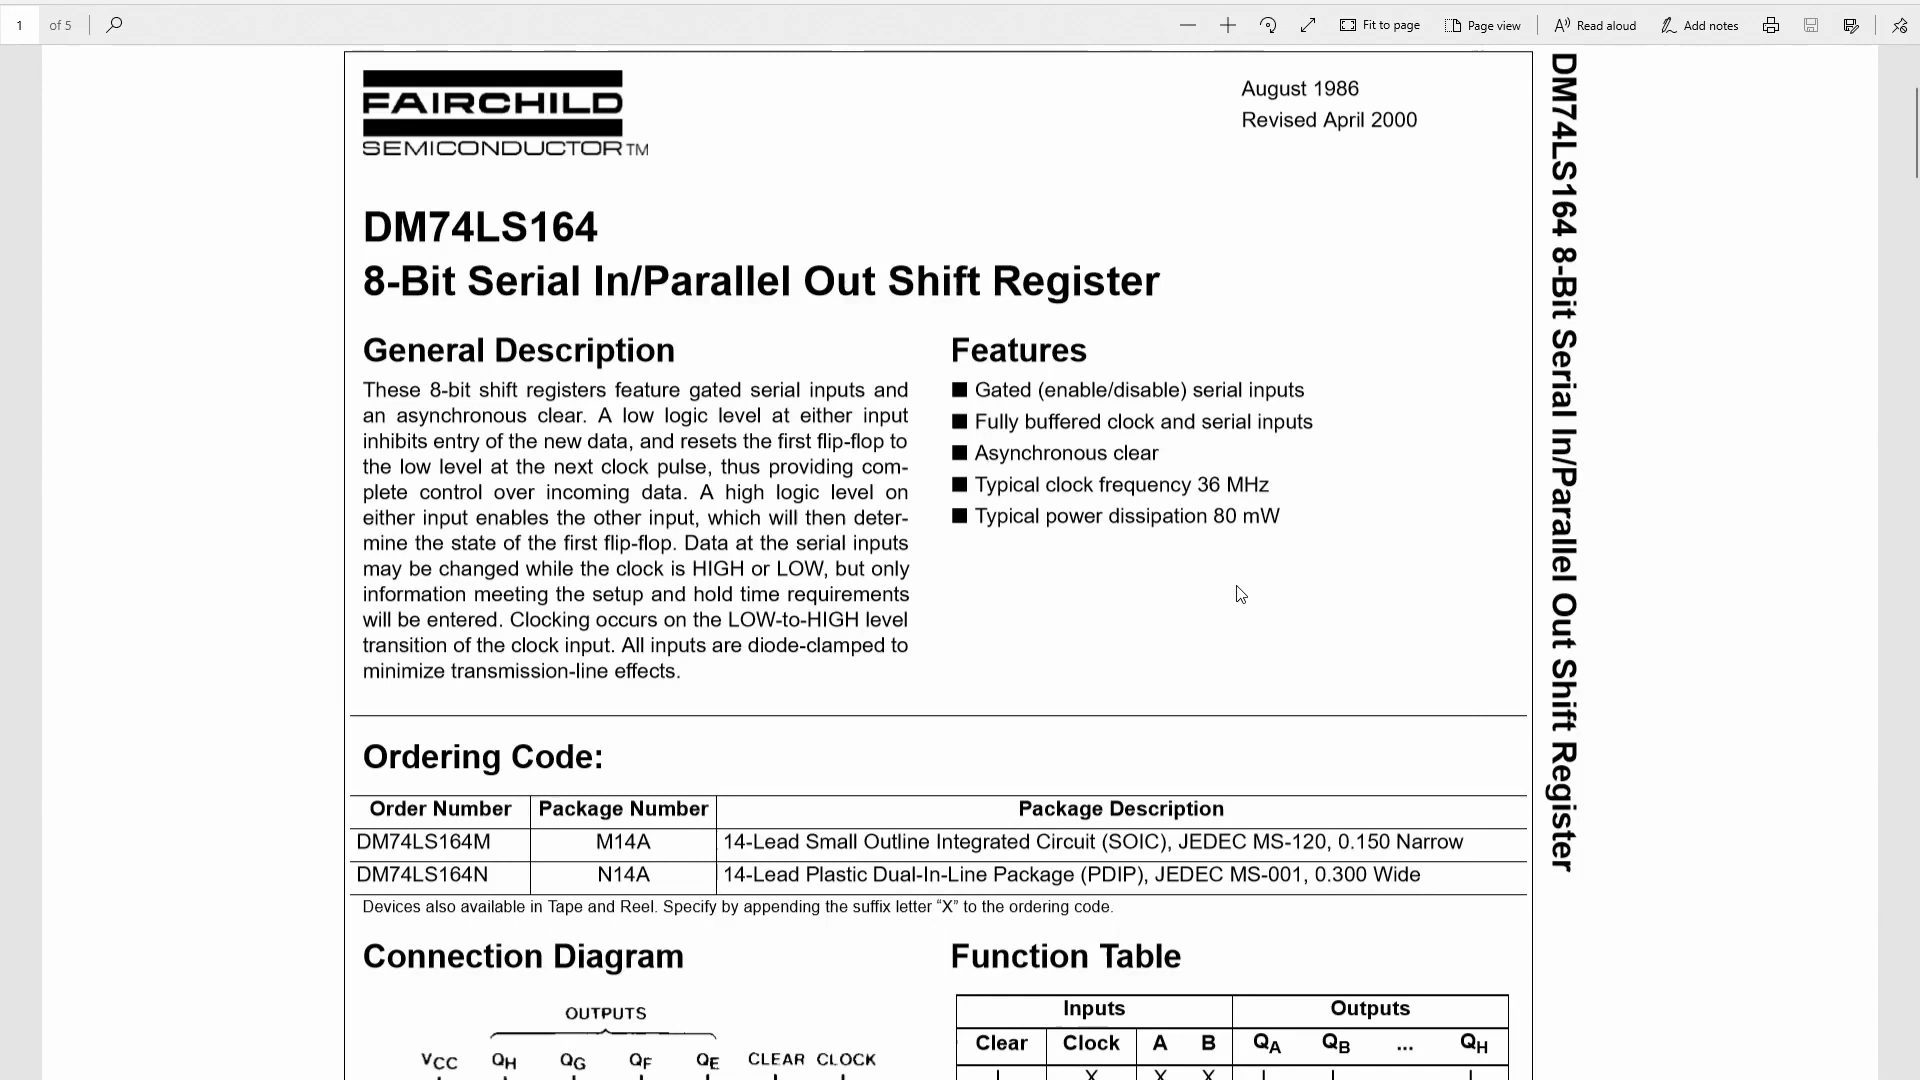 1 of 5
Fit to page
Page view
Read aloud
Add notes
FAIRCHILD
SEMICONDUCTOR™
August 1986
Revised April 2000
DM74LS164
8-Bit Serial In/Parallel Out Shift Register
General Description
These 8-bit shift registers feature gated serial inputs and
an asynchronous clear. A low logic level at either input
inhibits entry of the new data, and resets the first flip-flop to
the low level at the next clock pulse, thus providing com-
plete control over incoming data. A high logic level on
either input enables the other input, which will then deter-
mine the state of the first flip-flop. Data at the serial inputs
may be changed while the clock is HIGH or LOW, but only
information meeting the setup and hold time requirements
will be entered. Clocking occurs on the LOW-to-HIGH level
transition of the clock input. All inputs are diode-clamped to
minimize transmission-line effects.
Features
■ Gated (enable/disable) serial inputs
■ Fully buffered clock and serial inputs
■ Asynchronous clear
■ Typical clock frequency 36 MHz
■ Typical power dissipation 80 mW
Ordering Code:
Order Number Package Number Package Description
DM74LS164M M14A 14-Lead Small Outline Integrated Circuit (SOIC), JEDEC MS-120, 0.150 Narrow
DM74LS164N N14A 14-Lead Plastic Dual-In-Line Package (PDIP), JEDEC MS-001, 0.300 Wide
Devices also available in Tape and Reel. Specify by appending the suffix letter “X” to the ordering code.
Connection Diagram
OUTPUTS
VCC QH QG QF QE CLEAR CLOCK
Function Table
Inputs Outputs
Clear Clock A B QA QB ... QH
X X X
DM74LS164 8-Bit Serial In/Parallel Out Shift Register